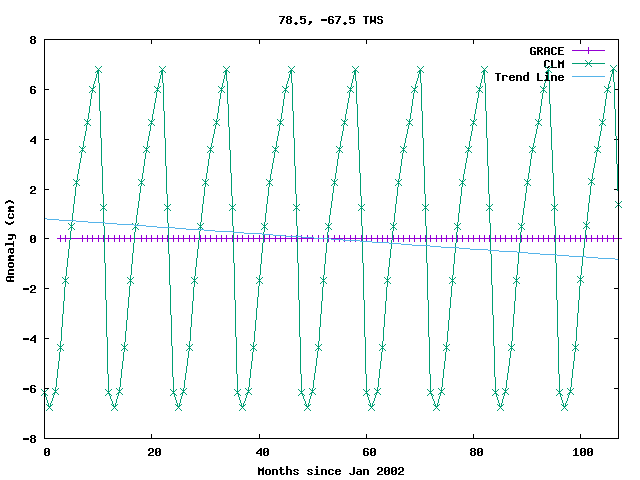 78.5, -67.5 TWS
GRACE
CLM
Trend Line
8
6
4
2
0
-2
-4
-6
-8
Anomaly (cm)
0 20 40 60 80 100
Months since Jan 2002